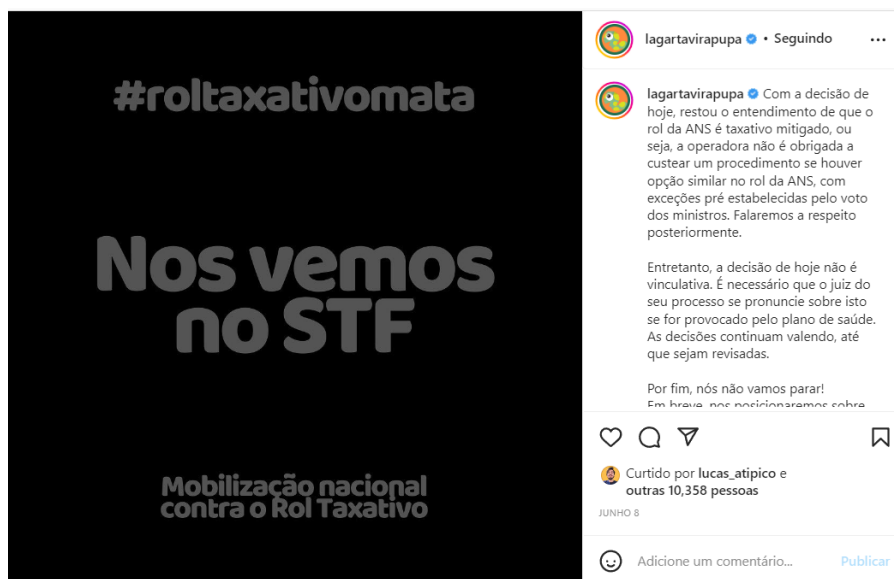 #roltaxativomata
Nos vemos
no STF
Mobilização nacional
contra o Rol Taxativo
lagartavirapupa • Seguindo
lagartavirapupa Com a decisão de
hoje, restou o entendimento de que o
rol da ANS é taxativo mitigado, ou
seja, a operadora não é obrigada a
custear um procedimento se houver
opção similar no rol da ANS, com
exceções pré estabelecidas pelo voto
dos ministros. Falaremos a respeito
posteriormente.
Entretanto, a decisão de hoje não é
vinculativa. É necessário que o juiz do
seu processo se pronuncie sobre isto
se for provocado pelo plano de saúde.
As decisões continuam valendo, até
que sejam revisadas.
Por fim, nós não vamos parar!
Em breve, nos posicionaremos sobre
Curtido por lucas_atipico e
outras 10,358 pessoas
JUNHO 8
Adicione um comentário... Publicar